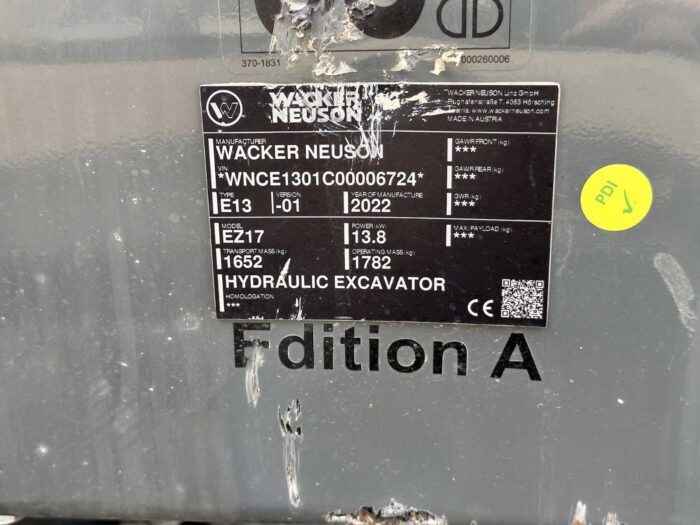 370-1831
000260006
WACKER NEUSON
WACKER NEUSON Linz GmbH
Flughafenstraße 7, 4063 Hörsching
Austria, www.wackerneuson.com
MADE IN AUSTRIA
MANUFACTURER
WACKER NEUSON
VIN
*WNCE1301C00006724*
TYPE VERSION YEAR OF MANUFACTURE
E13 -01 2022
MODEL POWER (kW)
EZ17 13.8
TRANSPORT MASS (kg) OPERATING MASS (kg)
1652 1782
HYDRAULIC EXCAVATOR
HOMOLOGATION
***
GAWR FRONT (kg)
***
GAWR REAR (kg)
***
GWR (kg)
***
MAX. PAYLOAD (kg)
***
CE
PDI
Edition A